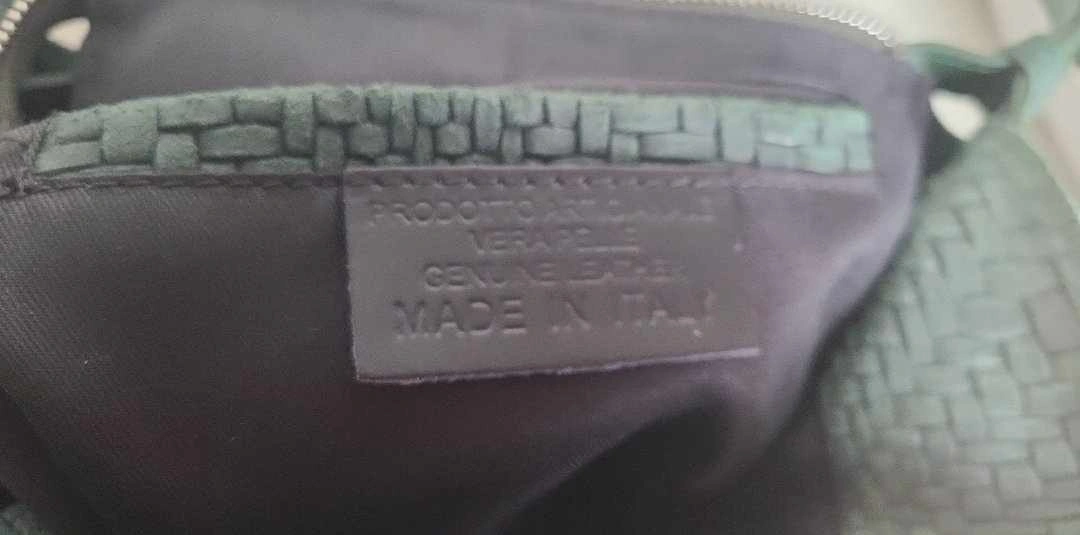 PRODOTTO ARTIGIANALE
VERA PELLE
GENUINE LEATHER
MADE IN ITALY